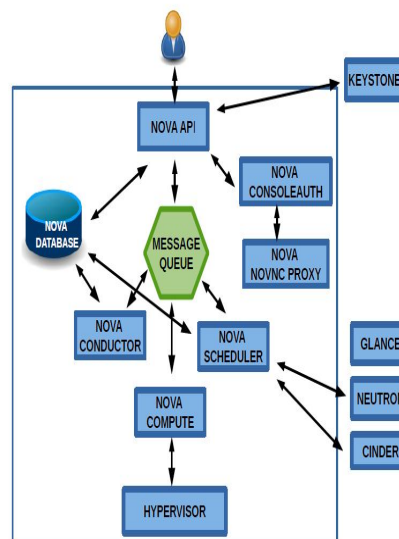 KEYSTONE
NOVA API
NOVA
CONSOLEAUTH
NOVA
DATABASE
MESSAGE
QUEUE
NOVA
NOVNC PROXY
NOVA
CONDUCTOR
NOVA
SCHEDULER
GLANCE
NEUTRON
NOVA
COMPUTE
CINDER
HYPERVISOR